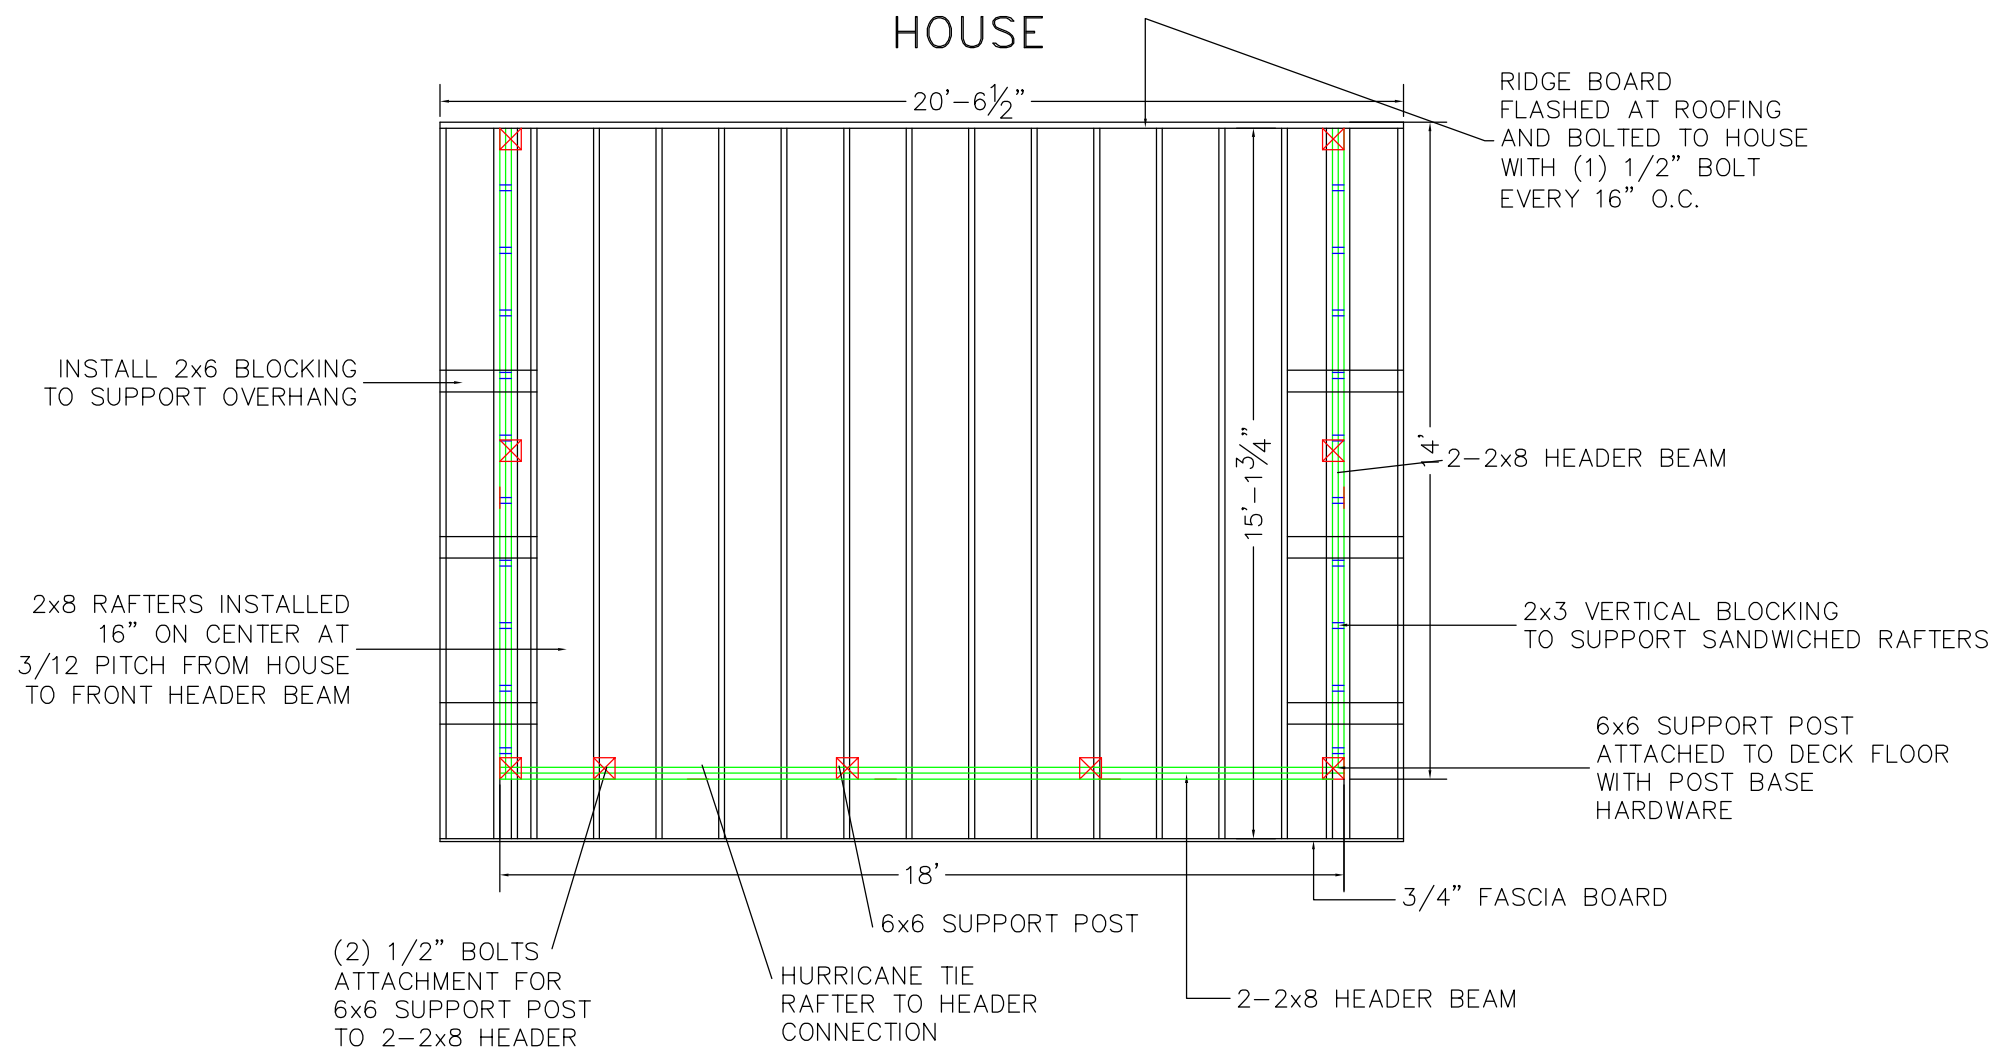 HOUSE
20'-6½"
RIDGE BOARD
FLASHED AT ROOFING
AND BOLTED TO HOUSE
WITH (1) 1/2" BOLT
EVERY 16" O.C.
INSTALL 2x6 BLOCKING
TO SUPPORT OVERHANG
15'-1¾"
14'
2-2x8 HEADER BEAM
2x8 RAFTERS INSTALLED
16" ON CENTER AT
3/12 PITCH FROM HOUSE
TO FRONT HEADER BEAM
2x3 VERTICAL BLOCKING
TO SUPPORT SANDWICHED RAFTERS
6x6 SUPPORT POST
ATTACHED TO DECK FLOOR
WITH POST BASE
HARDWARE
18'
3/4" FASCIA BOARD
6x6 SUPPORT POST
(2) 1/2" BOLTS
ATTACHMENT FOR
6x6 SUPPORT POST
TO 2-2x8 HEADER
HURRICANE TIE
RAFTER TO HEADER
CONNECTION
2-2x8 HEADER BEAM